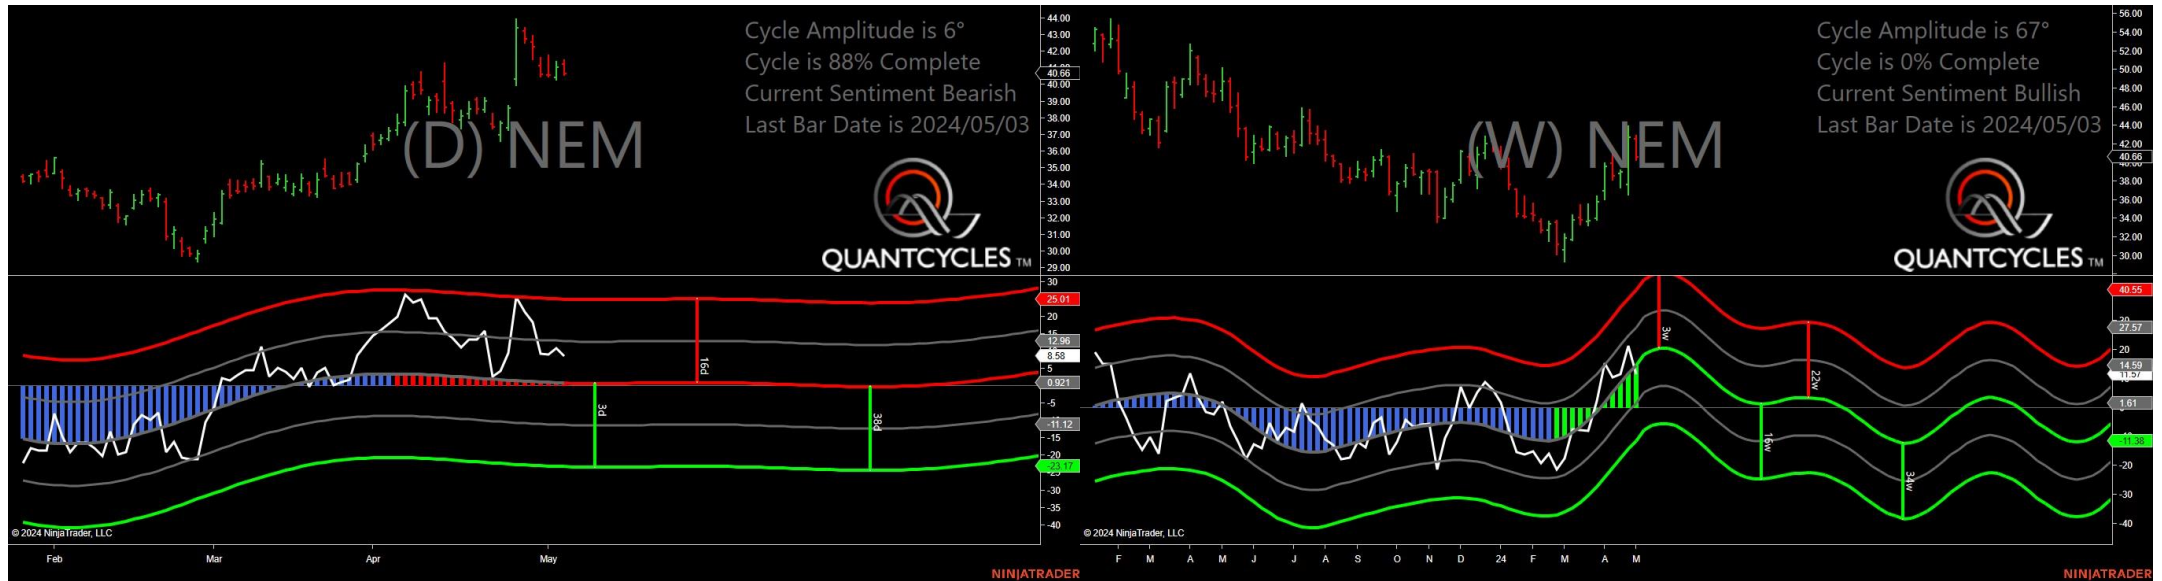 Cycle Amplitude is 6°
Cycle is 88% Complete
Current Sentiment Bearish
Last Bar Date is 2024/05/03
(D) NEM
QUANTCYCLES TM
44.00
43.00
42.00
40.66
40.00
39.00
38.00
37.00
36.00
35.00
34.00
33.00
32.00
31.00
30.00
29.00
30
25.01
20
15
12.96
8.58
5
0.921
-5
-11.12
-15
-20
-23.17
-30
-35
-40
3d
16d
38d
© 2024 NinjaTrader, LLC
Feb
Mar
Apr
May
NINJATRADER
Cycle Amplitude is 67°
Cycle is 0% Complete
Current Sentiment Bullish
Last Bar Date is 2024/05/03
(W) NEM
QUANTCYCLES TM
56.00
54.00
52.00
50.00
48.00
46.00
44.00
42.00
40.66
38.00
36.00
34.00
32.00
30.00
40.55
30
27.57
20
14.59
11.57
1.61
-11.38
-20
-30
-40
3w
16w
22w
34w
© 2024 NinjaTrader, LLC
F
M
A
M
J
J
A
S
O
N
D
24
F
M
A
M
NINJATRADER